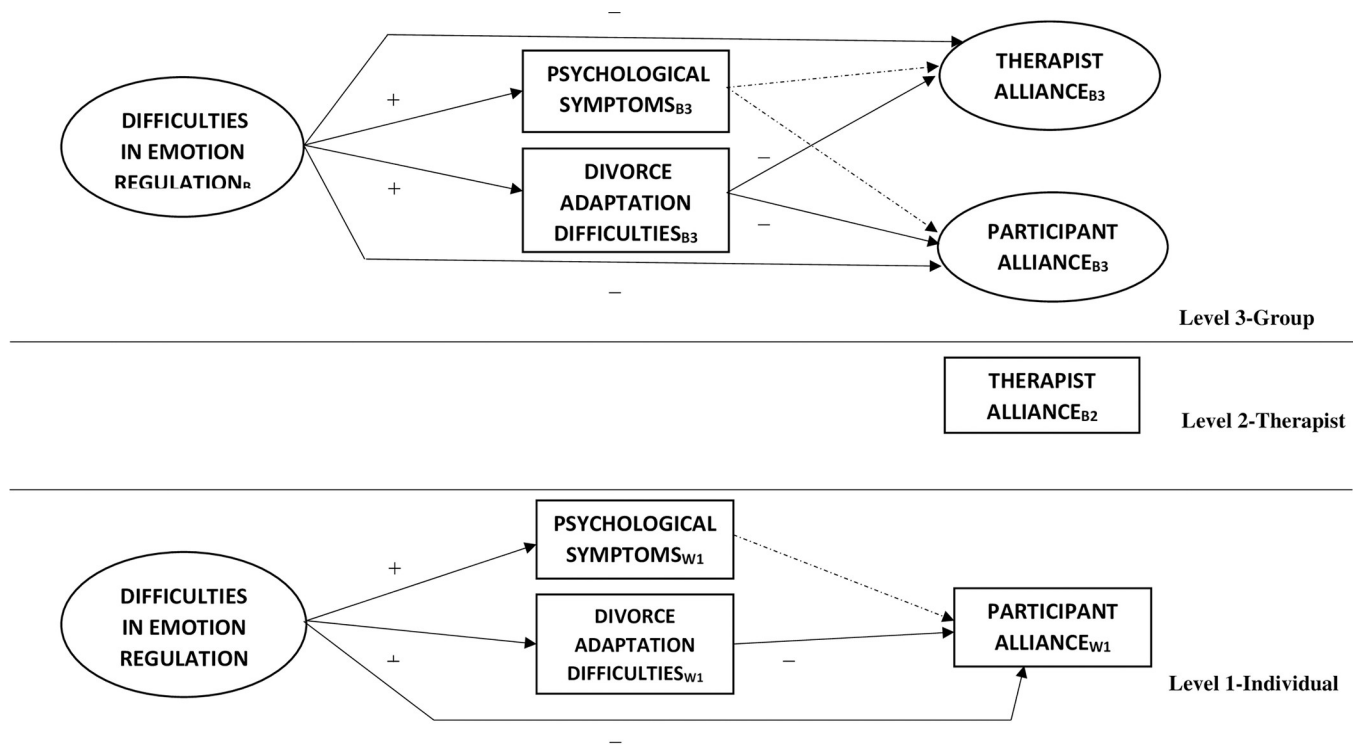 –
THERAPIST
ALLIANCEB3
PSYCHOLOGICAL
SYMPTOMSB3
+
DIFFICULTIES
IN EMOTION
REGULATIONB
–
DIVORCE
ADAPTATION
DIFFICULTIESB3
+
–
PARTICIPANT
ALLIANCEB3
–
Level 3-Group
THERAPIST
ALLIANCEB2
Level 2-Therapist
PSYCHOLOGICAL
SYMPTOMSW1
+
DIFFICULTIES
IN EMOTION
REGULATION
DIVORCE
ADAPTATION
DIFFICULTIESW1
+
–
PARTICIPANT
ALLIANCEW1
Level 1-Individual
–